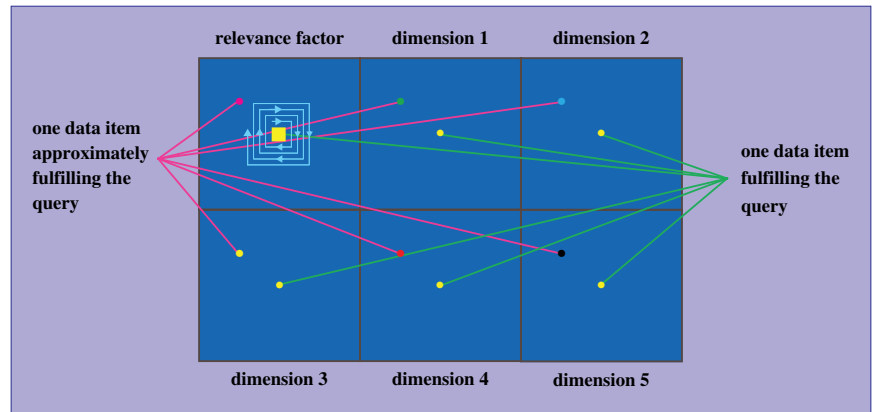 relevance factor
dimension 1
dimension 2
one data item
approximately
fulfilling the
query
one data item
fulfilling the
query
dimension 3
dimension 4
dimension 5